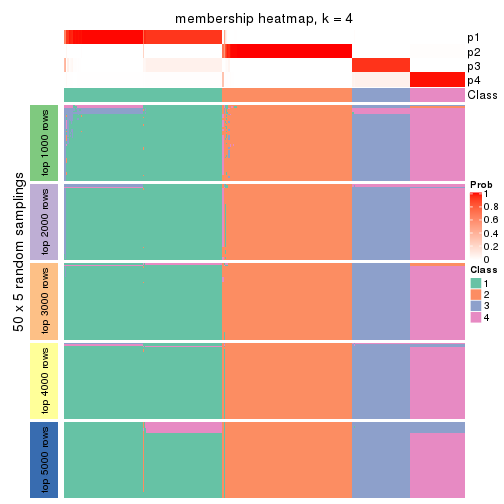 membership heatmap, k = 4
p1
p2
p3
p4
Class
50 x 5 random samplings
top 1000 rows
top 2000 rows
top 3000 rows
top 4000 rows
top 5000 rows
Prob
1
0.8
0.6
0.4
0.2
0
Class
1
2
3
4